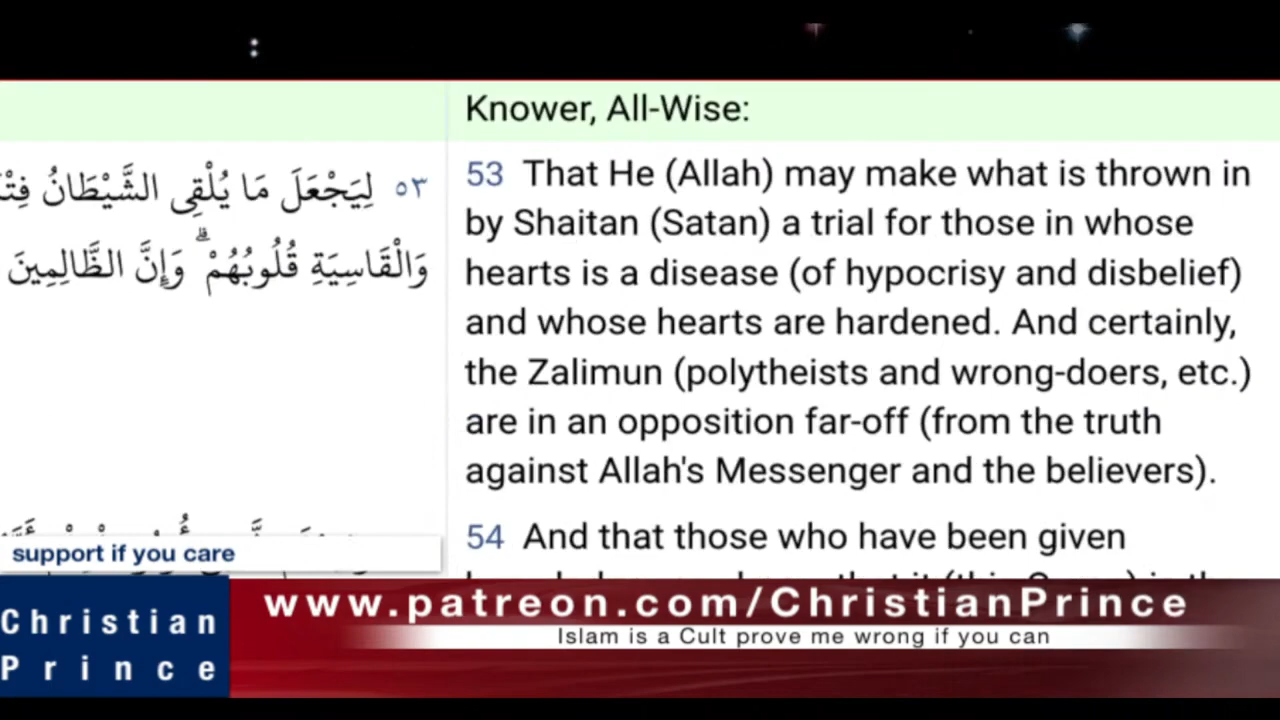 Knower, All-Wise:
٥٣ لِيَجْعَلَ مَا يُلْقِى الشَّيْطَانُ
وَالْقَاسِيَةِ قُلُوبُهُمْ ۗ وَإِنَّ الظَّالِمِينَ
53 That He (Allah) may make what is thrown in
by Shaitan (Satan) a trial for those in whose
hearts is a disease (of hypocrisy and disbelief)
and whose hearts are hardened. And certainly,
the Zalimun (polytheists and wrong-doers, etc.)
are in an opposition far-off (from the truth
against Allah's Messenger and the believers).
54 And that those who have been given
support if you care
Christian
Prince
www.patreon.com/ChristianPrince
Islam is a Cult prove me wrong if you can